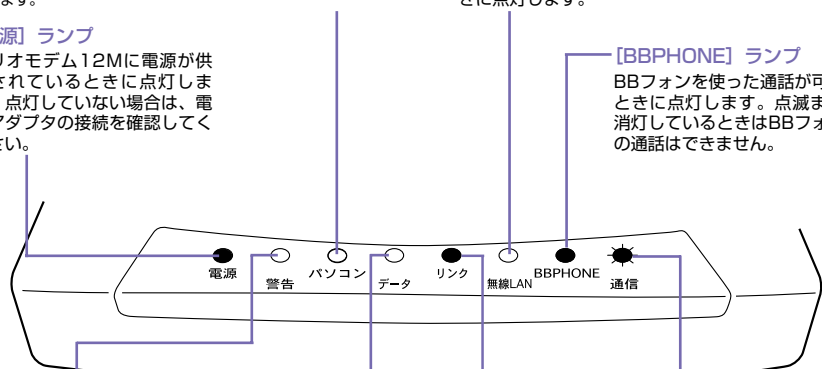 ます。
さに点灯します。
源］ランプ
リオモデム12Mに電源が供
されているときに点灯しま
点灯していない場合は、電
アダプタの接続を確認してく
さい。
［BBPHONE］ランプ
BBフォンを使った通話が可
ときに点灯します。点滅ま
消灯しているときはBBフォ
の通話はできません。
電源
警告
パソコン
データ
リンク
無線LAN
BBPHONE
通信